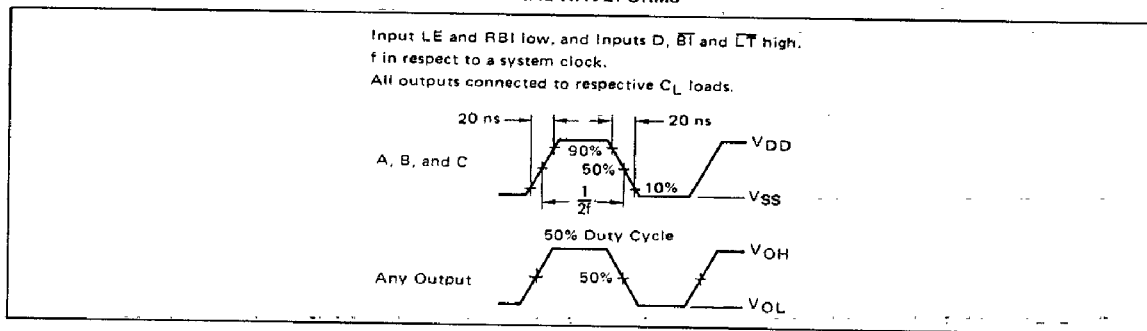 Input LE and RBI low, and Inputs D, B̅I̅ and L̅T̅ high.
f in respect to a system clock.
All outputs connected to respective CL loads.
20 ns
20 ns
A, B, and C
90%
50%
10%
VDD
VSS
1
2f
50% Duty Cycle
Any Output
50%
VOH
VOL